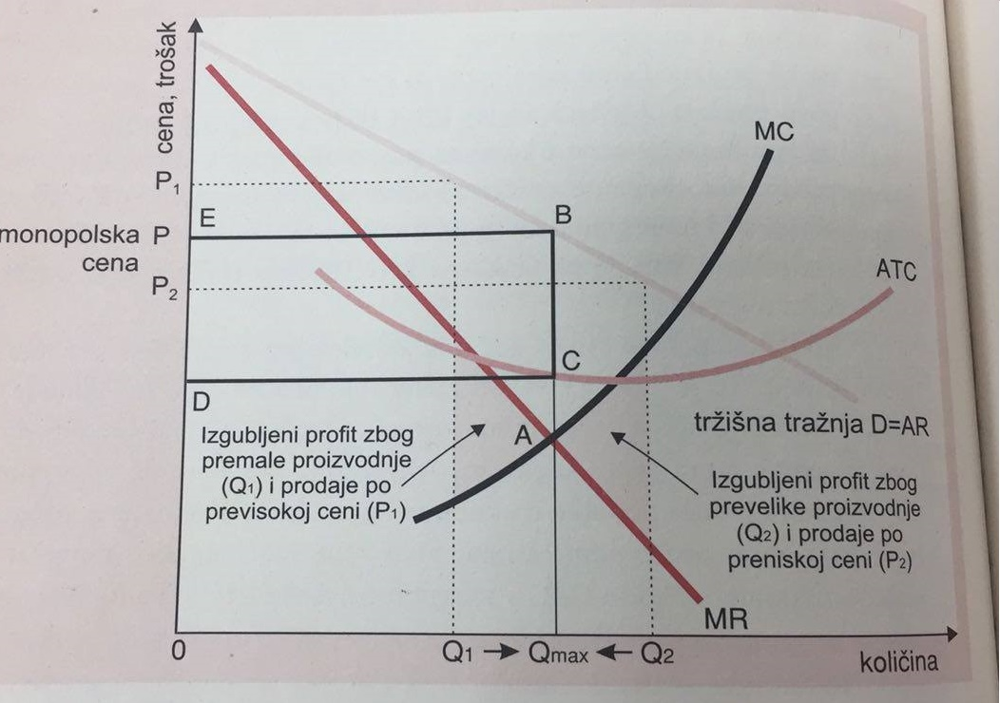 cena, trošak
MC
P1
E
B
monopolska P
cena
P2
ATC
C
D
tržišna tražnja D=AR
Izgubljeni profit zbog
premale proizvodnje
(Q1) i prodaje po
previsokoj ceni (P1)
A
Izgubljeni profit zbog
prevelike proizvodnje
(Q2) i prodaje po
preniskoj ceni (P2)
MR
0
Q1 → Qmax ← Q2
količina